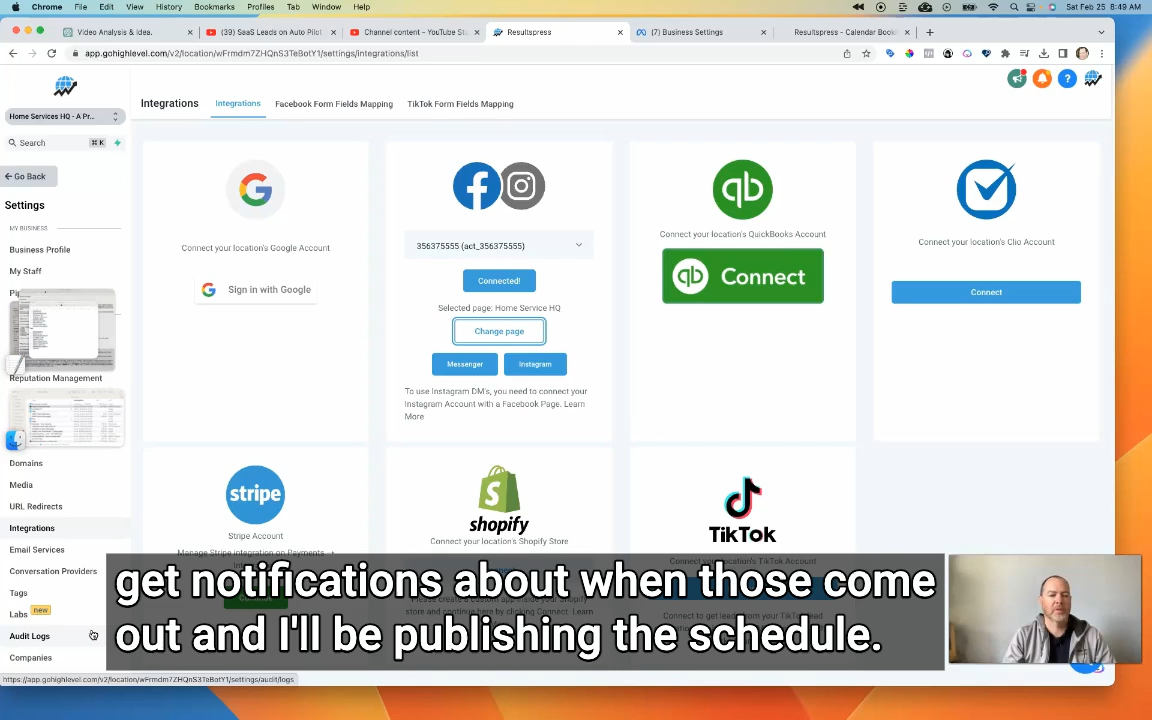 Chrome File Edit View History Bookmarks Profiles Tab Window Help
Sat Feb 25 8:49 AM
Video Analysis & Idea.
(39) SaaS Leads on Auto Pilot
Channel content - YouTube St
Resultspress
(7) Business Settings
Resultspress - Calendar Book
app.gohighlevel.com/v2/location/wFrmdm7ZHQnS3TeBotY1/settings/integrations/list
Integrations
Integrations
Facebook Form Fields Mapping
TikTok Form Fields Mapping
Home Services HQ - A Pr...
Search
⌘ K
Go Back
Settings
MY BUSINESS
Business Profile
My Staff
Reputation Management
Domains
Media
URL Redirects
Integrations
Email Services
Conversation Providers
Tags
Labs new
Audit Logs
Companies
Connect your location's Google Account
Sign in with Google
356375555 (act_356375555)
Connected!
Selected page: Home Service HQ
Change page
Messenger
Instagram
To use Instagram DM's, you need to connect your
Instagram Account with a Facebook Page. Learn
More
qb
Connect your location's QuickBooks Account
qb Connect
Connect your location's Clio Account
Connect
stripe
Stripe Account
Manage Stripe integration on Payments
shopify
Connect your location's Shopify Store
TikTok
get notifications about when those come
out and I'll be publishing the schedule.
https://app.gohighlevel.com/v2/location/wFrmdm7ZHQnS3TeBotY1/settings/audit/logs